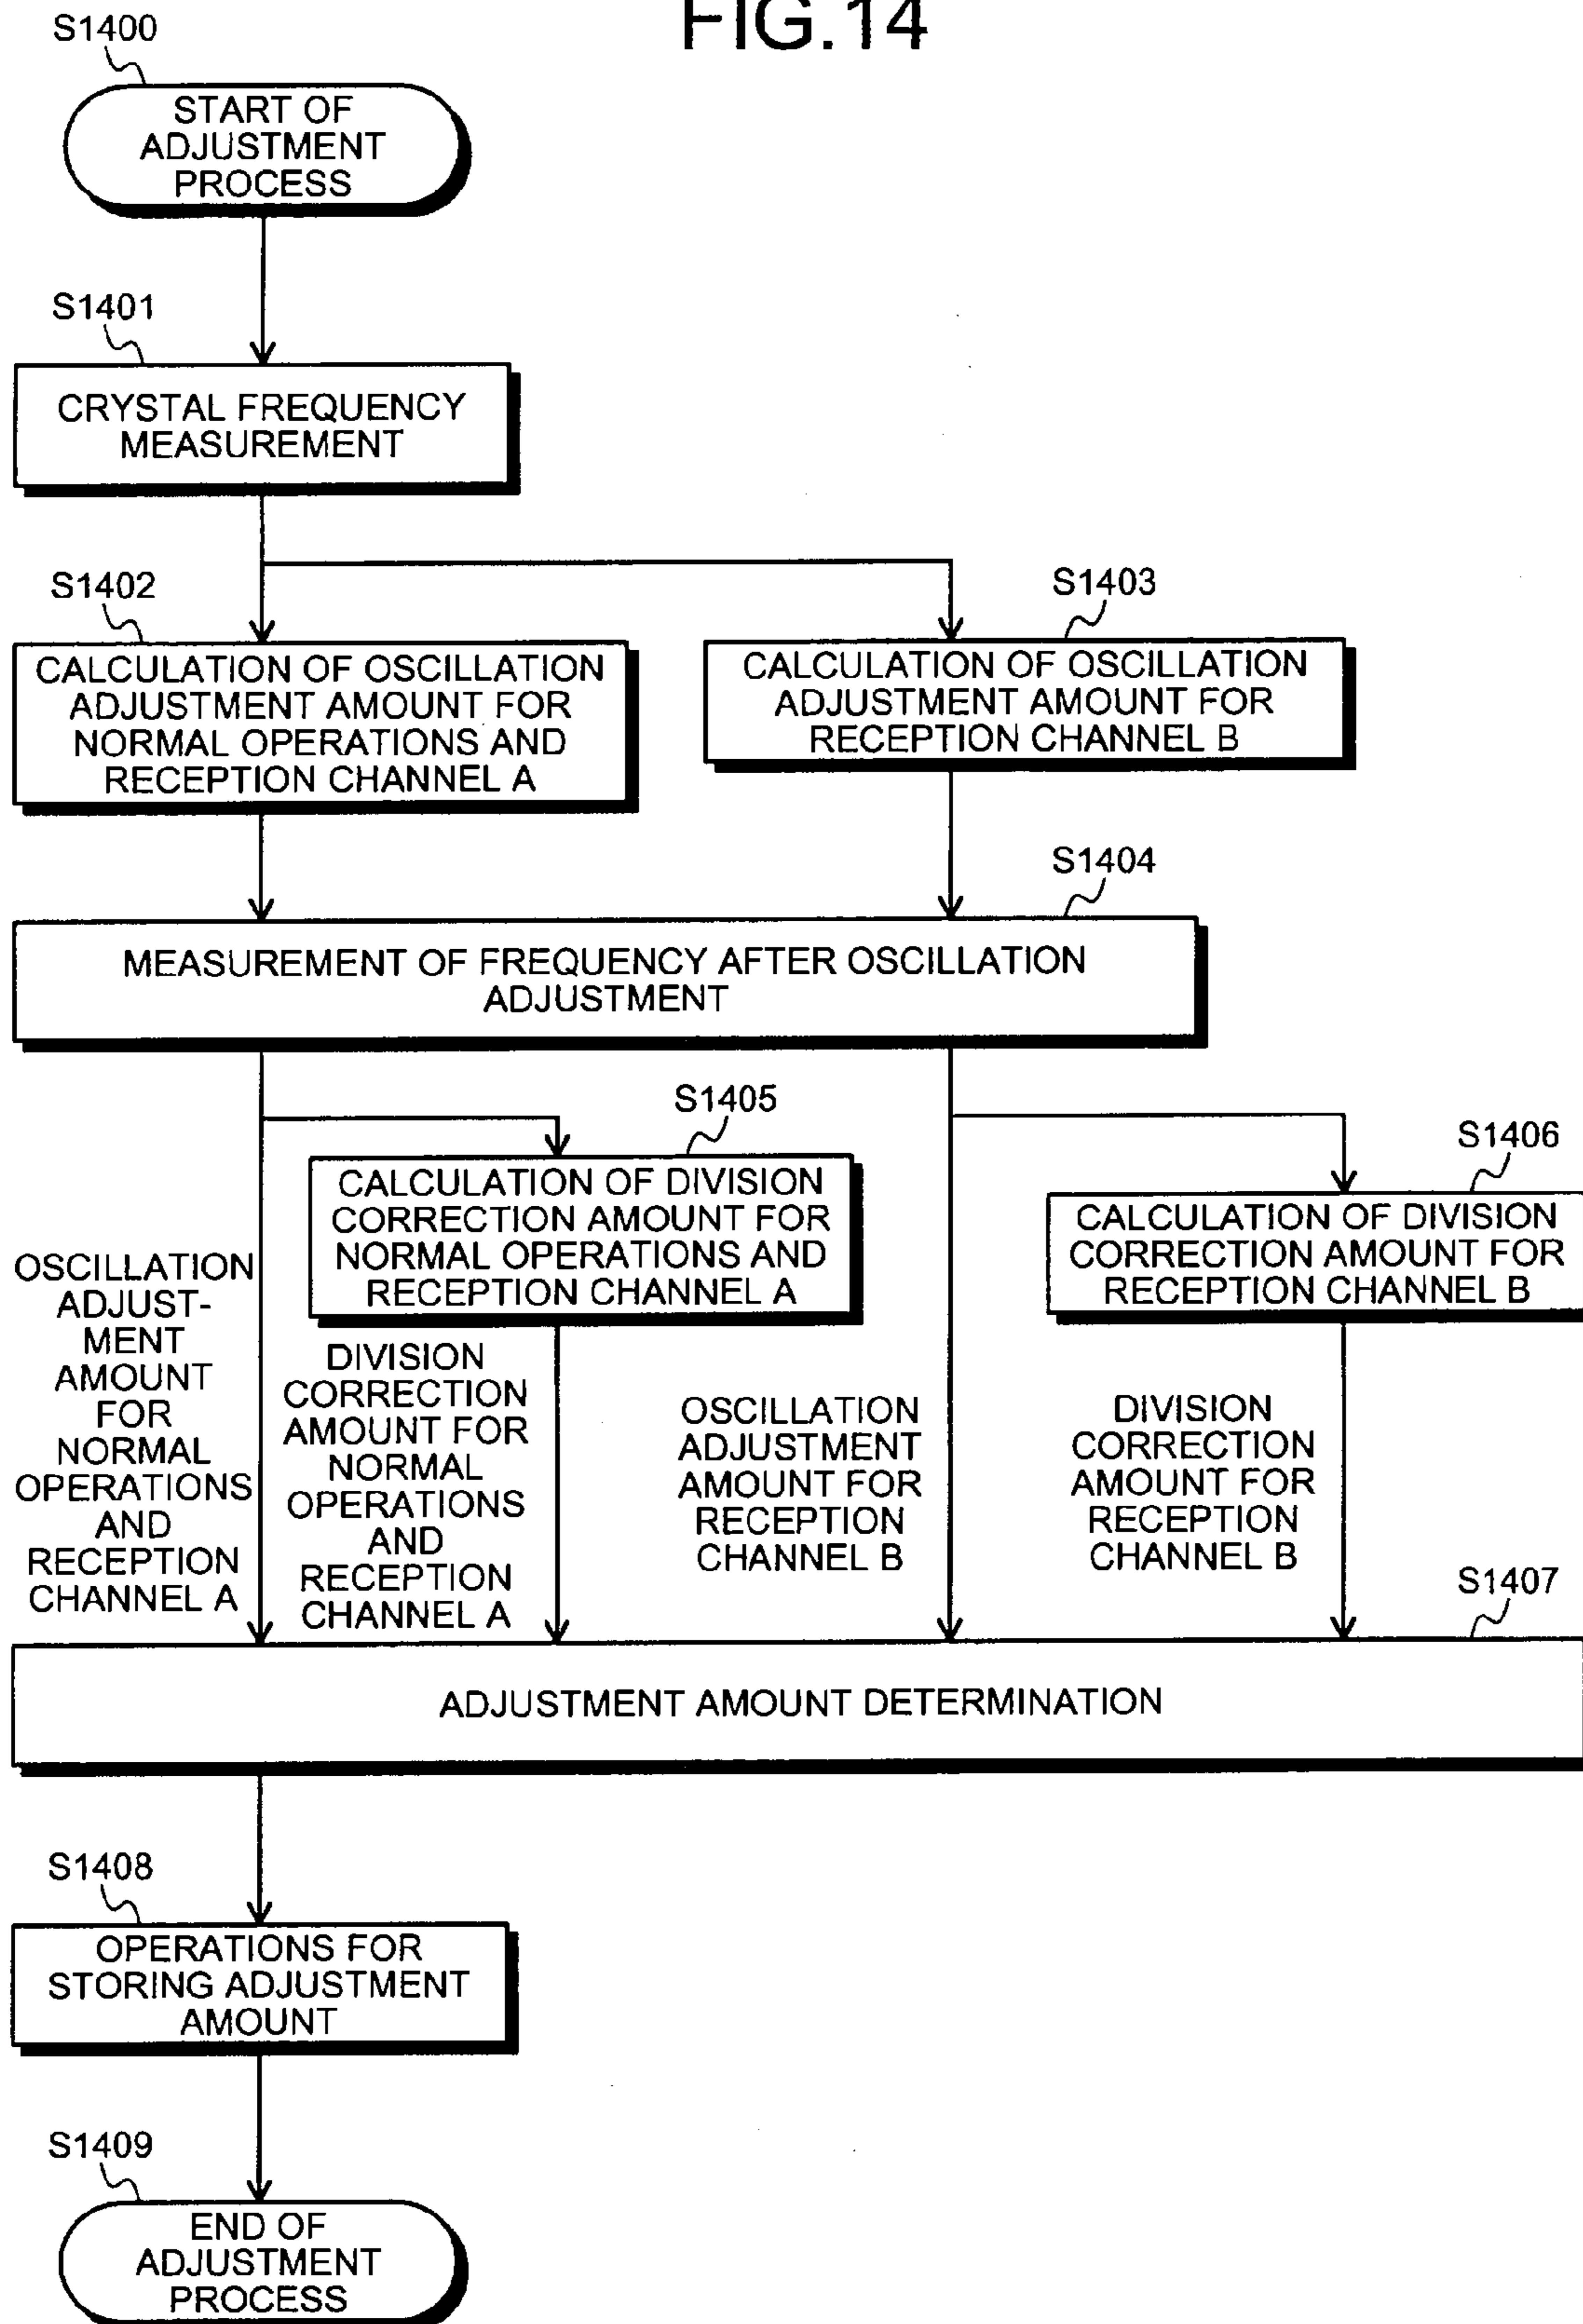 FIG.14
S1400
START OF
ADJUSTMENT
PROCESS
S1401
CRYSTAL FREQUENCY
MEASUREMENT
S1402
CALCULATION OF OSCILLATION
ADJUSTMENT AMOUNT FOR
NORMAL OPERATIONS AND
RECEPTION CHANNEL A
S1403
CALCULATION OF OSCILLATION
ADJUSTMENT AMOUNT FOR
RECEPTION CHANNEL B
S1404
MEASUREMENT OF FREQUENCY AFTER OSCILLATION
ADJUSTMENT
S1405
CALCULATION OF DIVISION
CORRECTION AMOUNT FOR
NORMAL OPERATIONS AND
RECEPTION CHANNEL A
S1406
CALCULATION OF DIVISION
CORRECTION AMOUNT FOR
RECEPTION CHANNEL B
OSCILLATION
ADJUST-
MENT
AMOUNT
FOR
NORMAL
OPERATIONS
AND
RECEPTION
CHANNEL A
DIVISION
CORRECTION
AMOUNT FOR
NORMAL
OPERATIONS
AND
RECEPTION
CHANNEL A
OSCILLATION
ADJUSTMENT
AMOUNT FOR
RECEPTION
CHANNEL B
DIVISION
CORRECTION
AMOUNT FOR
RECEPTION
CHANNEL B
S1407
ADJUSTMENT AMOUNT DETERMINATION
S1408
OPERATIONS FOR
STORING ADJUSTMENT
AMOUNT
S1409
END OF
ADJUSTMENT
PROCESS